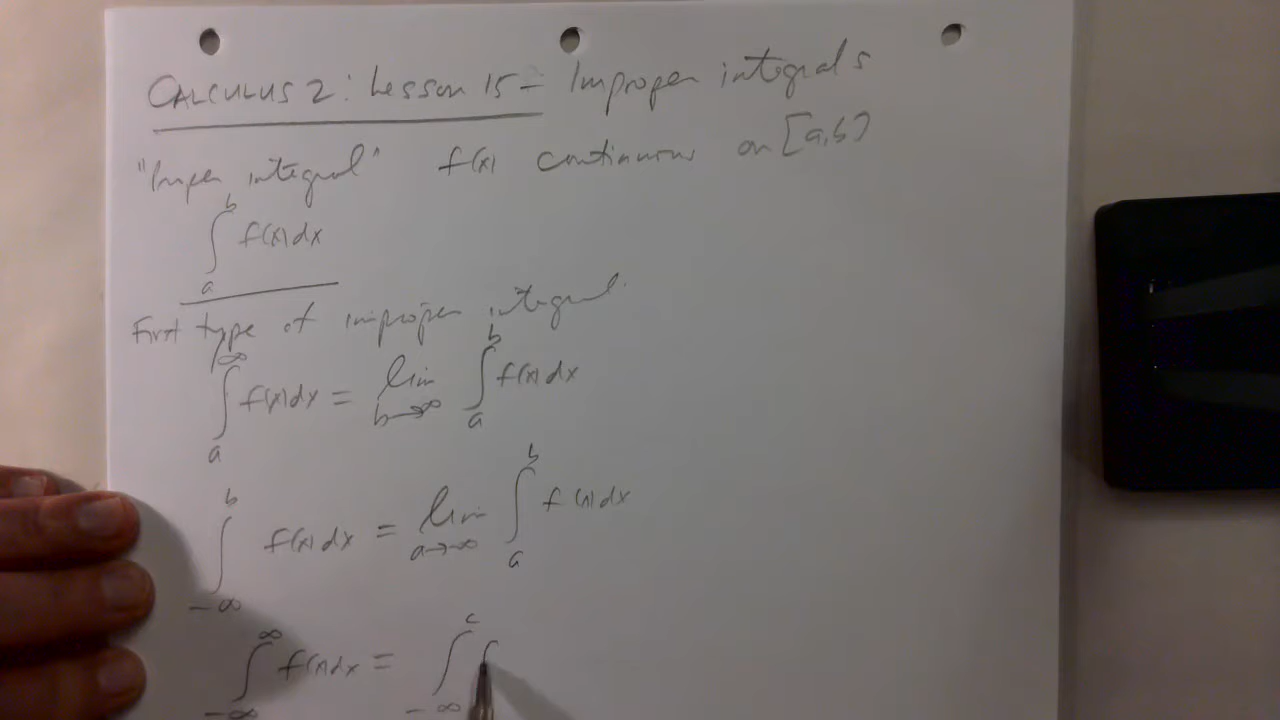 CALCULUS 2: Lesson 15 - Improper integrals
"Proper integral" f(x) continuous on [a,b]
∫_a^b f(x)dx
First type of improper integral.
∫_a^∞ f(x)dx = lim_{b→∞} ∫_a^b f(x)dx
∫_{-∞}^b f(x)dx = lim_{a→-∞} ∫_a^b f(x)dx
∫_{-∞}^∞ f(x)dx = ∫_{-∞}^c f